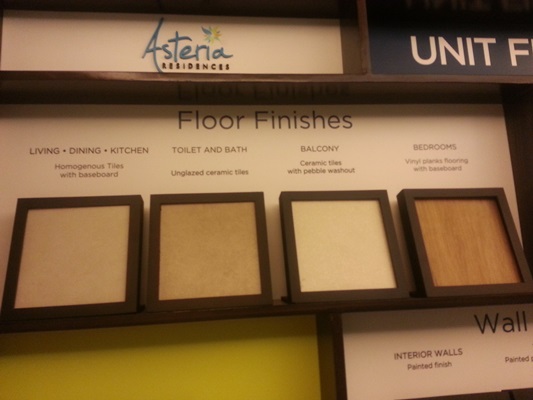 Asteria
RESIDENCES
UNIT F
Floor Finishes
LIVING • DINING • KITCHEN
Homogenous Tiles
with baseboard
TOILET AND BATH
Unglazed ceramic tiles
BALCONY
Ceramic tiles
with pebble washout
BEDROOMS
Vinyl planks flooring
with baseboard
Wall
INTERIOR WALLS
Painted finish
Painted